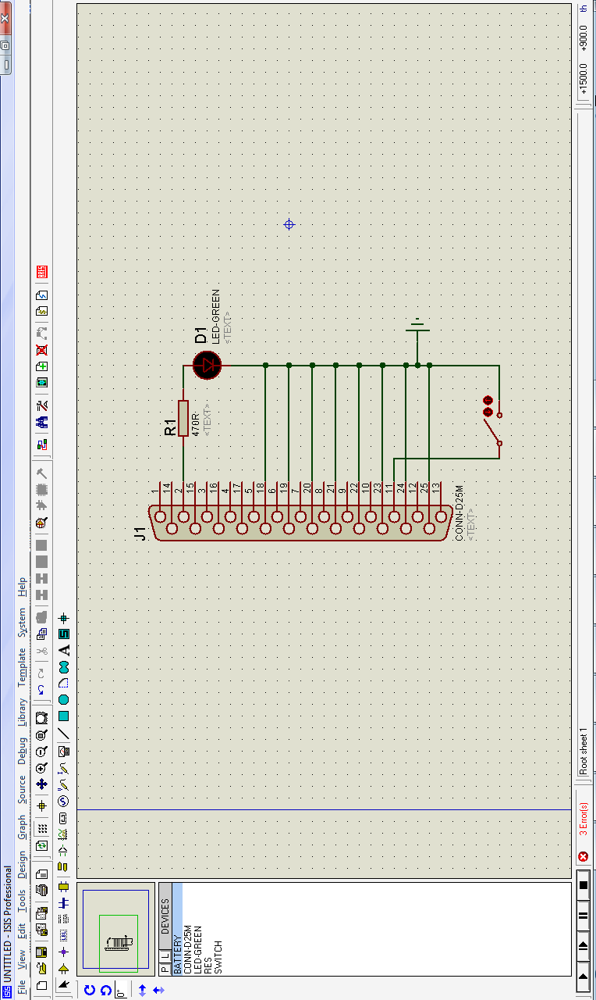 UNTITLED - ISIS Professional
File View Edit Tools Design Graph Source Debug Library Template System Help
LBL
A
0°
P L DEVICES
BATTERY
CONN-D25M
LED-GREEN
RES
SWITCH
J1
1
14
2
15
3
16
4
17
5
18
6
19
7
20
8
21
9
22
10
23
11
24
12
25
13
CONN-D25M
<TEXT>
R1
470R
<TEXT>
D1
LED-GREEN
<TEXT>
3 Error(s)
Root sheet 1
+1500.0 +900.0 th